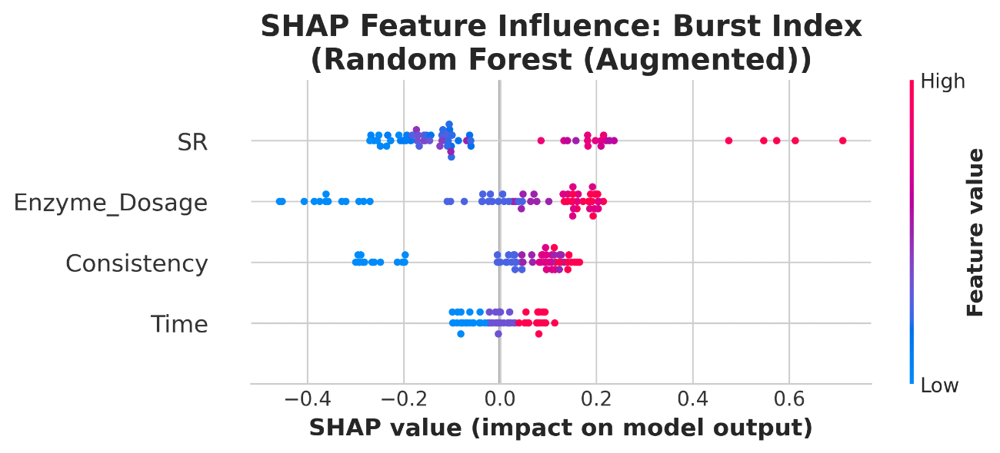 SHAP Feature Influence: Burst Index
(Random Forest (Augmented))
High
SR
Enzyme_Dosage
Consistency
Time
Feature value
Low
−0.4 −0.2 0.0 0.2 0.4 0.6
SHAP value (impact on model output)